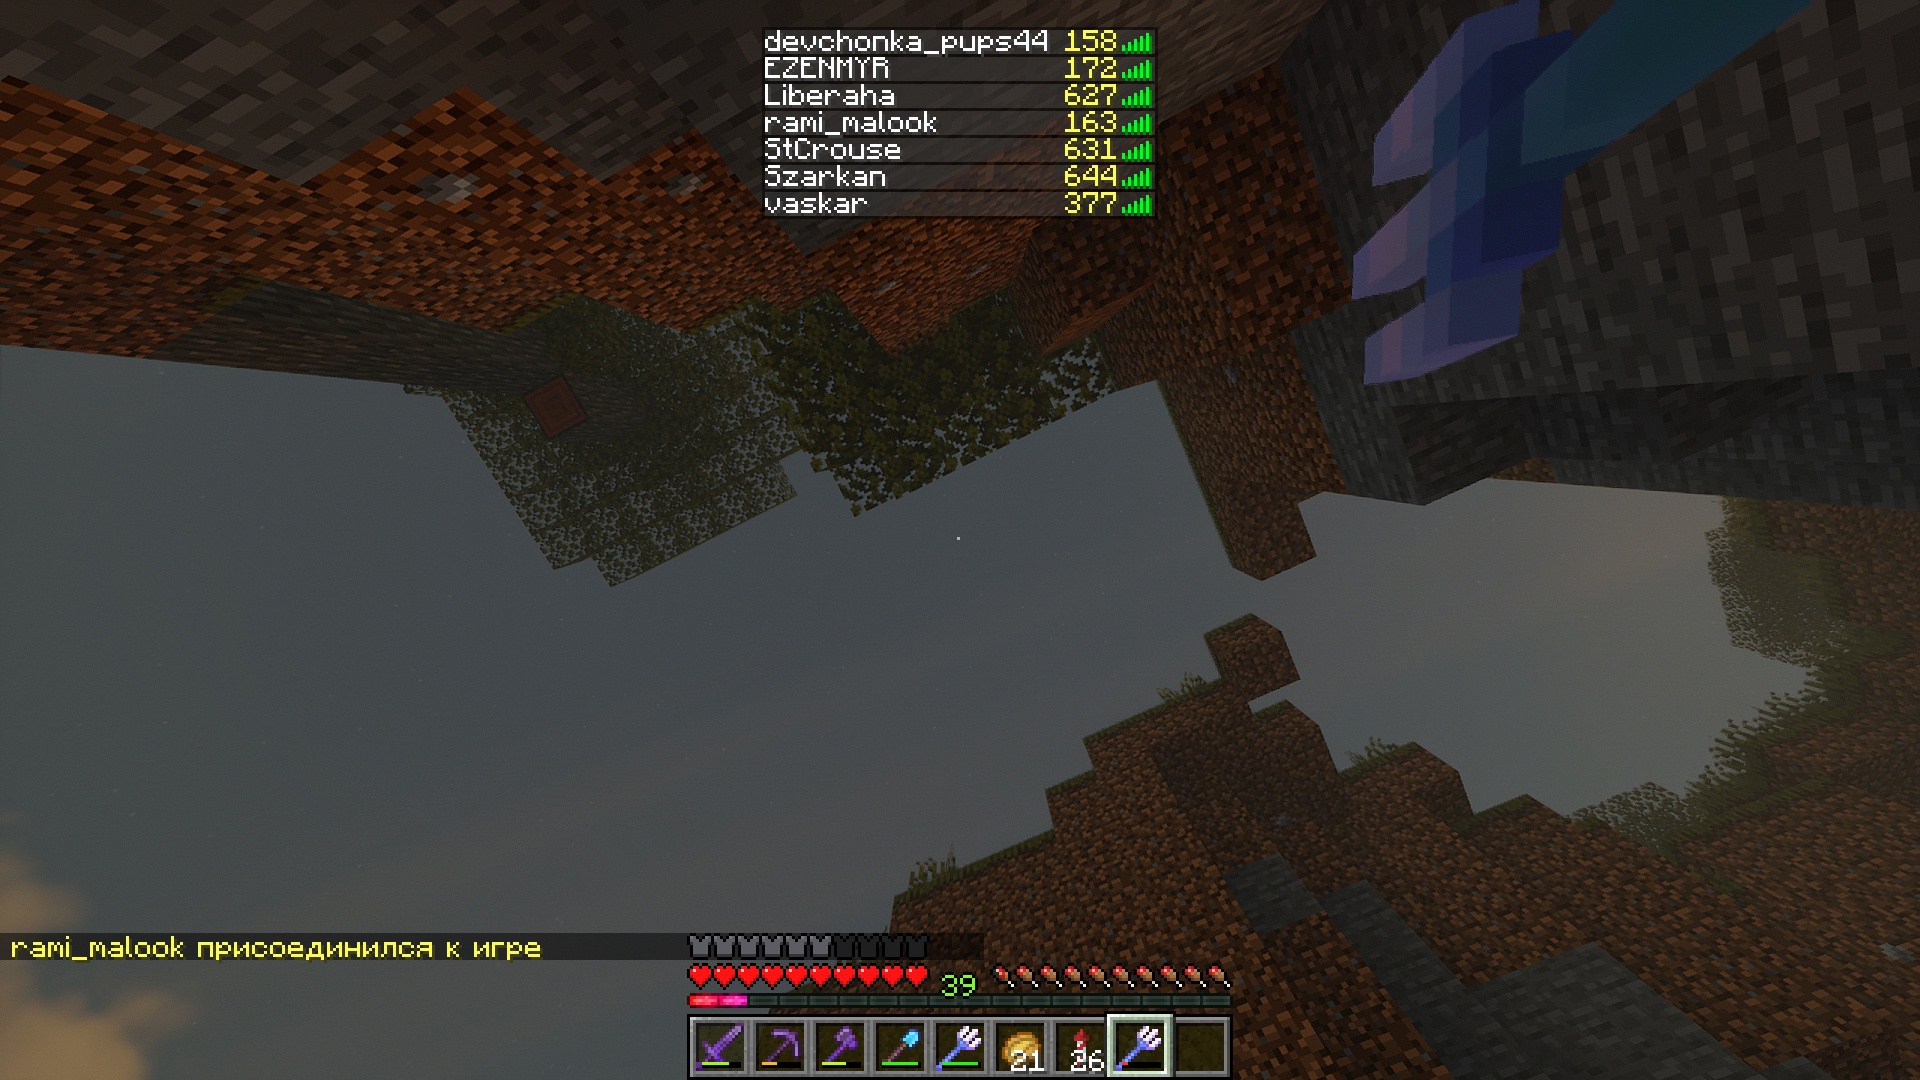 devchonka_pups44 158
EZENMYR 172
Liberaha 627
rami_malook 163
StCrouse 631
Szarkan 644
vaskar 377
rami_malook присоединился к игре
39
21 26